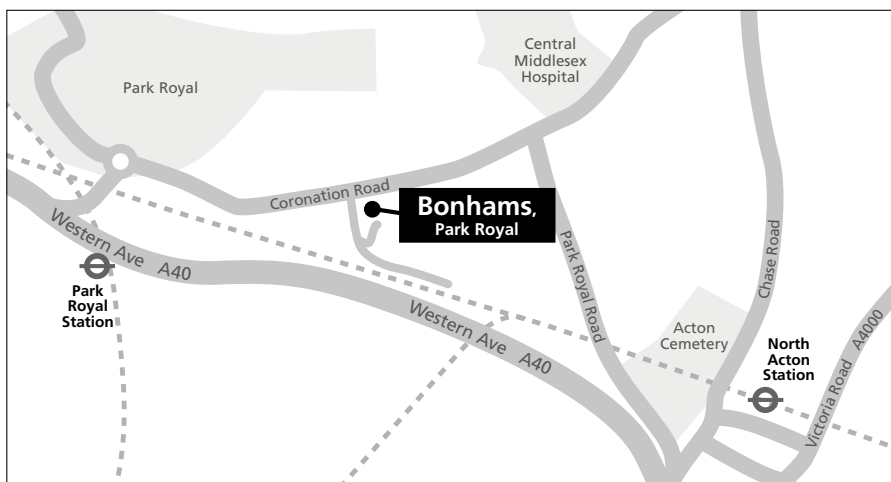 Central
Middlesex
Hospital
Park Royal
Coronation Road
Bonhams,
Park Royal
Western Ave A40
Park
Royal
Station
Park Royal Road
Chase Road
Western Ave A40
Acton
Cemetery
North
Acton
Station
Victoria Road A4000